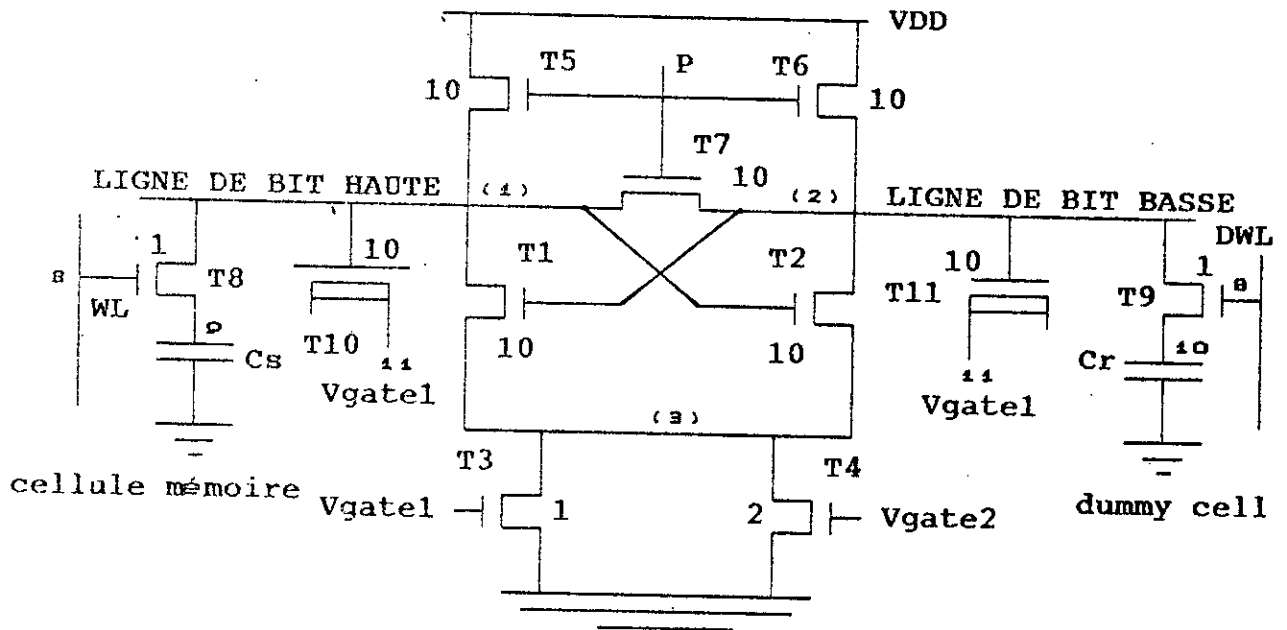 VDD
T5 P T6
10 10
T7
10
LIGNE DE BIT HAUTE (1) (2) LIGNE DE BIT BASSE
DWL
1 10 T1 T2 10 1
8 T8 T11 T9 8
WL
9 T10 10 10 Cr 10
Cs 11 11
Vgate1 Vgate1
(3)
T3 T4
cellule mémoire Vgate1 1 2 Vgate2 dummy cell